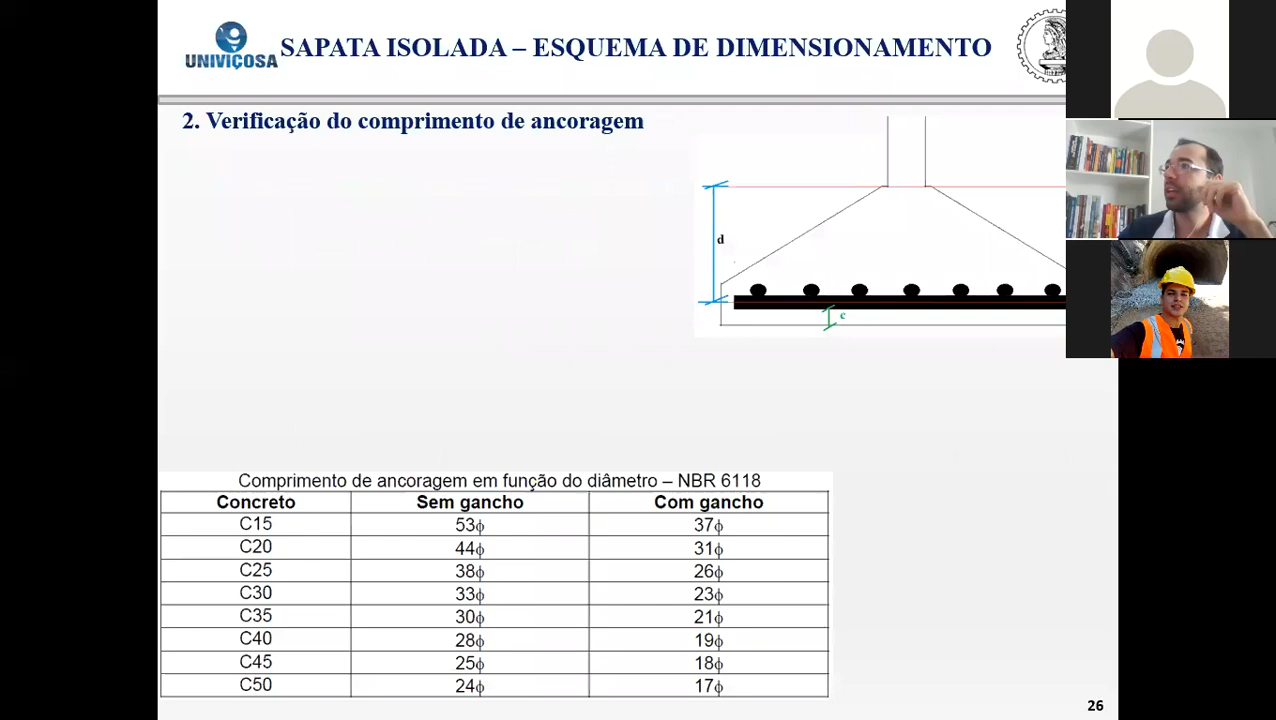 UNIVIÇOSA
SAPATA ISOLADA – ESQUEMA DE DIMENSIONAMENTO
2. Verificação do comprimento de ancoragem
d
c
Comprimento de ancoragem em função do diâmetro – NBR 6118
Concreto Sem gancho Com gancho
C15 53ϕ 37ϕ
C20 44ϕ 31ϕ
C25 38ϕ 26ϕ
C30 33ϕ 23ϕ
C35 30ϕ 21ϕ
C40 28ϕ 19ϕ
C45 25ϕ 18ϕ
C50 24ϕ 17ϕ
26